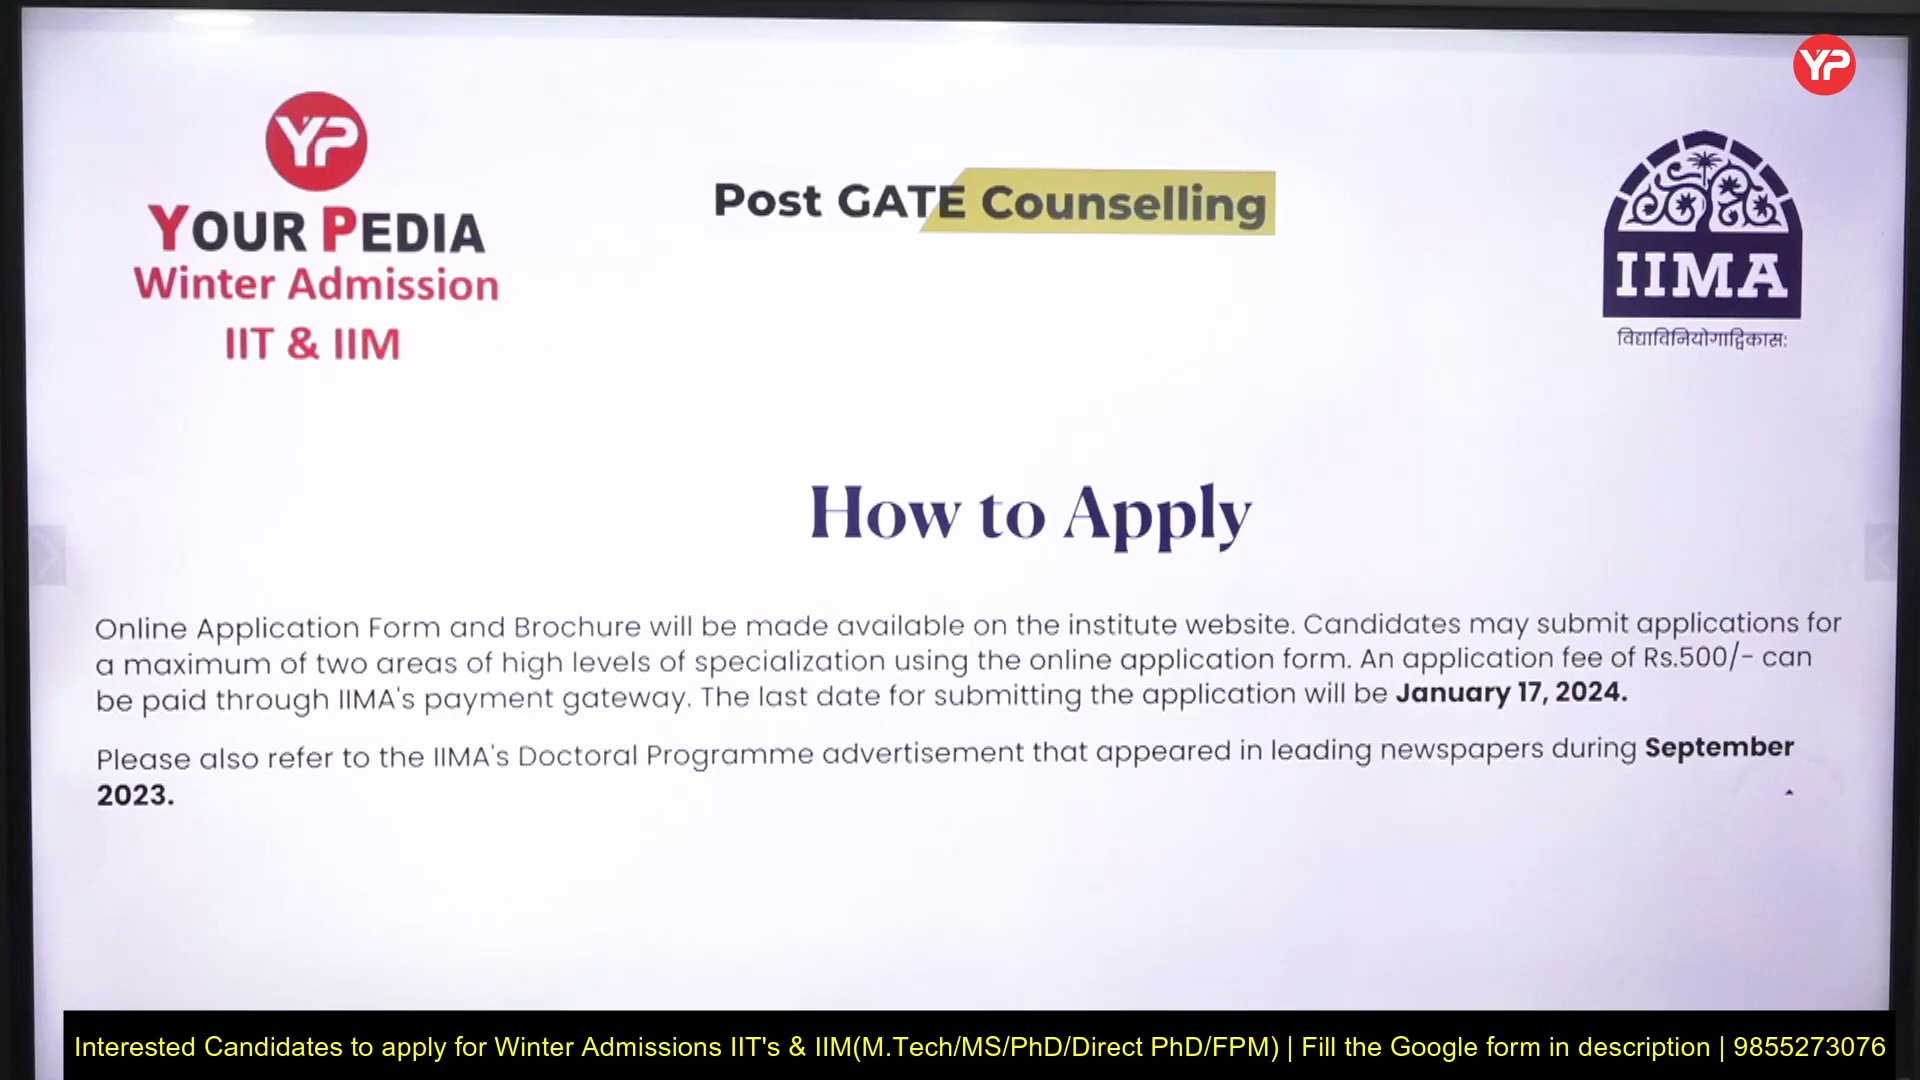 YP
YP
YOUR PEDIA
Winter Admission
IIT & IIM
Post GATE Counselling
IIMA
विद्याविनियोगाद्विकास:
How to Apply
Online Application Form and Brochure will be made available on the institute website. Candidates may submit applications for
a maximum of two areas of high levels of specialization using the online application form. An application fee of Rs.500/- can
be paid through IIMA's payment gateway. The last date for submitting the application will be January 17, 2024.
Please also refer to the IIMA's Doctoral Programme advertisement that appeared in leading newspapers during September
2023.
Interested Candidates to apply for Winter Admissions IIT's & IIM(M.Tech/MS/PhD/Direct PhD/FPM) | Fill the Google form in description | 9855273076